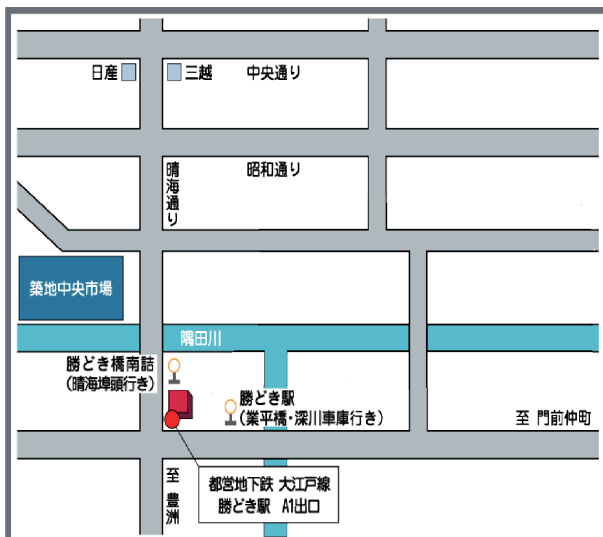 日産
三越
中央通り
晴海通り
昭和通り
築地中央市場
隅田川
勝どき橋南詰
(晴海埠頭行き)
勝どき駅
(業平橋・深川車庫行き)
至 門前仲町
至 豊洲
都営地下鉄 大江戸線
勝どき駅 A1出口